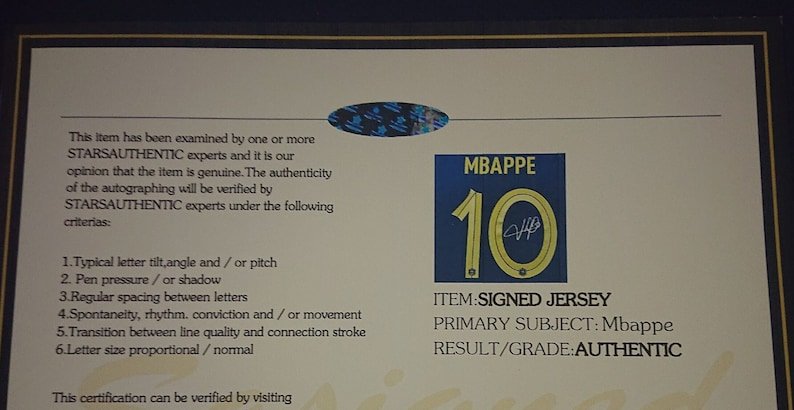 This item has been examined by one or more
STARSAUTHENTIC experts and it is our
opinion that the item is genuine.The authenticity
of the autographing will be verified by
STARSAUTHENTIC experts under the following
criterias:
1.Typical letter tilt,angle and / or pitch
2. Pen pressure / or shadow
3.Regular spacing between letters
4.Spontaneity, rhythm. conviction and / or movement
5.Transition between line quality and connection stroke
6.Letter size proportional / normal
This certification can be verified by visiting
MBAPPE
10
ITEM:SIGNED JERSEY
PRIMARY SUBJECT: Mbappe
RESULT/GRADE:AUTHENTIC